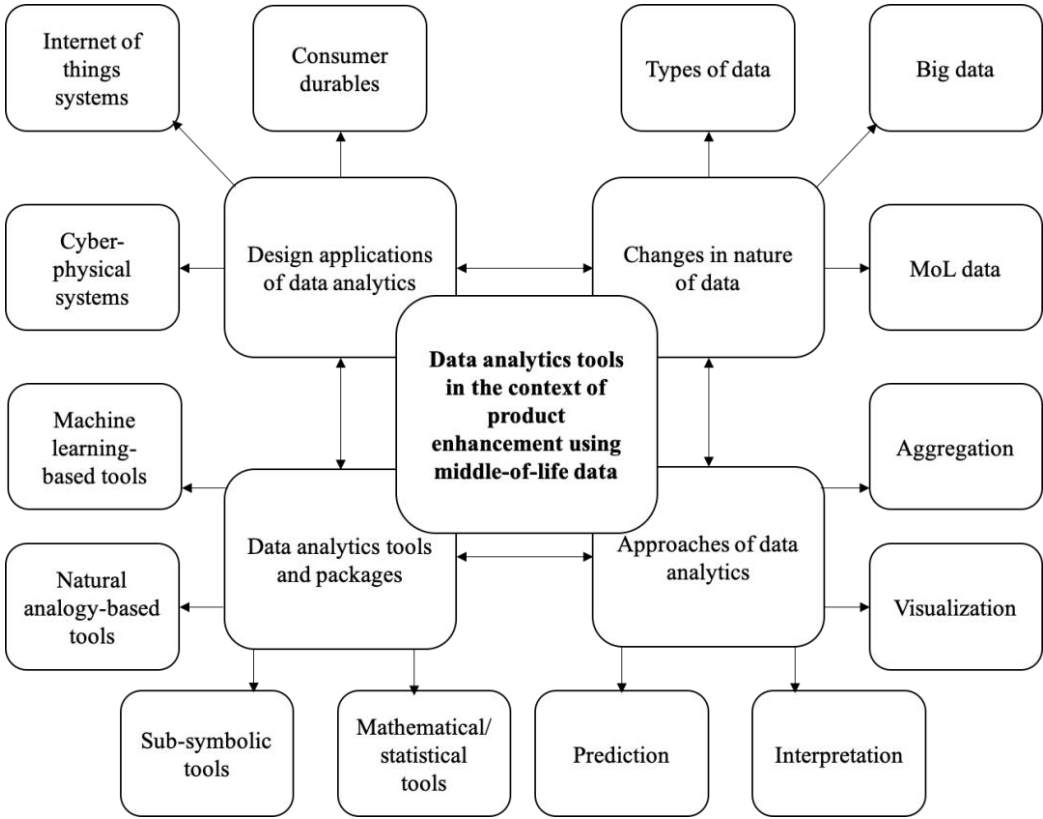 Internet of
things
systems
Consumer
durables
Types of data
Big data
Cyber-
physical
systems
Design applications
of data analytics
Changes in nature
of data
MoL data
Data analytics tools
in the context of
product
enhancement using
middle-of-life data
Machine
learning-
based tools
Aggregation
Data analytics tools
and packages
Approaches of data
analytics
Natural
analogy-based
tools
Visualization
Sub-symbolic
tools
Mathematical/
statistical
tools
Prediction
Interpretation